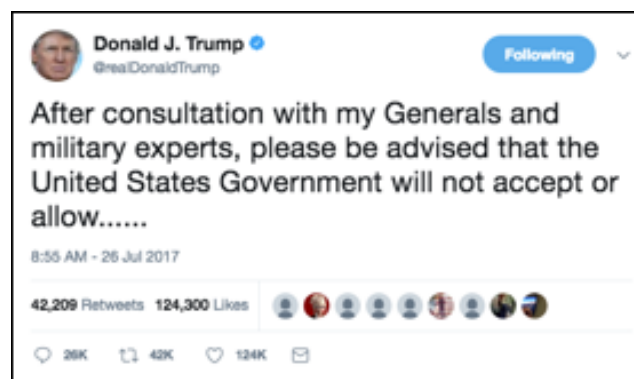 Donald J. Trump
@realDonaldTrump
Following
After consultation with my Generals and
military experts, please be advised that the
United States Government will not accept or
allow......
8:55 AM - 26 Jul 2017
42,209 Retweets 124,300 Likes
26K 42K 124K